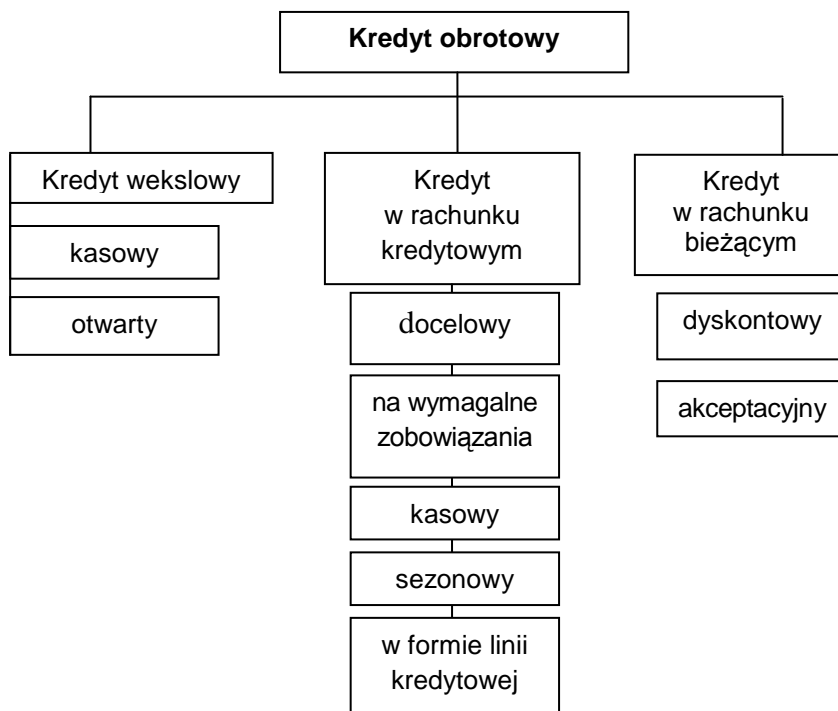 Kredyt obrotowy
Kredyt wekslowy
kasowy
otwarty
Kredyt
w rachunku
kredytowym
docelowy
na wymagalne
zobowiązania
kasowy
sezonowy
w formie linii
kredytowej
Kredyt
w rachunku
bieżącym
dyskontowy
akceptacyjny